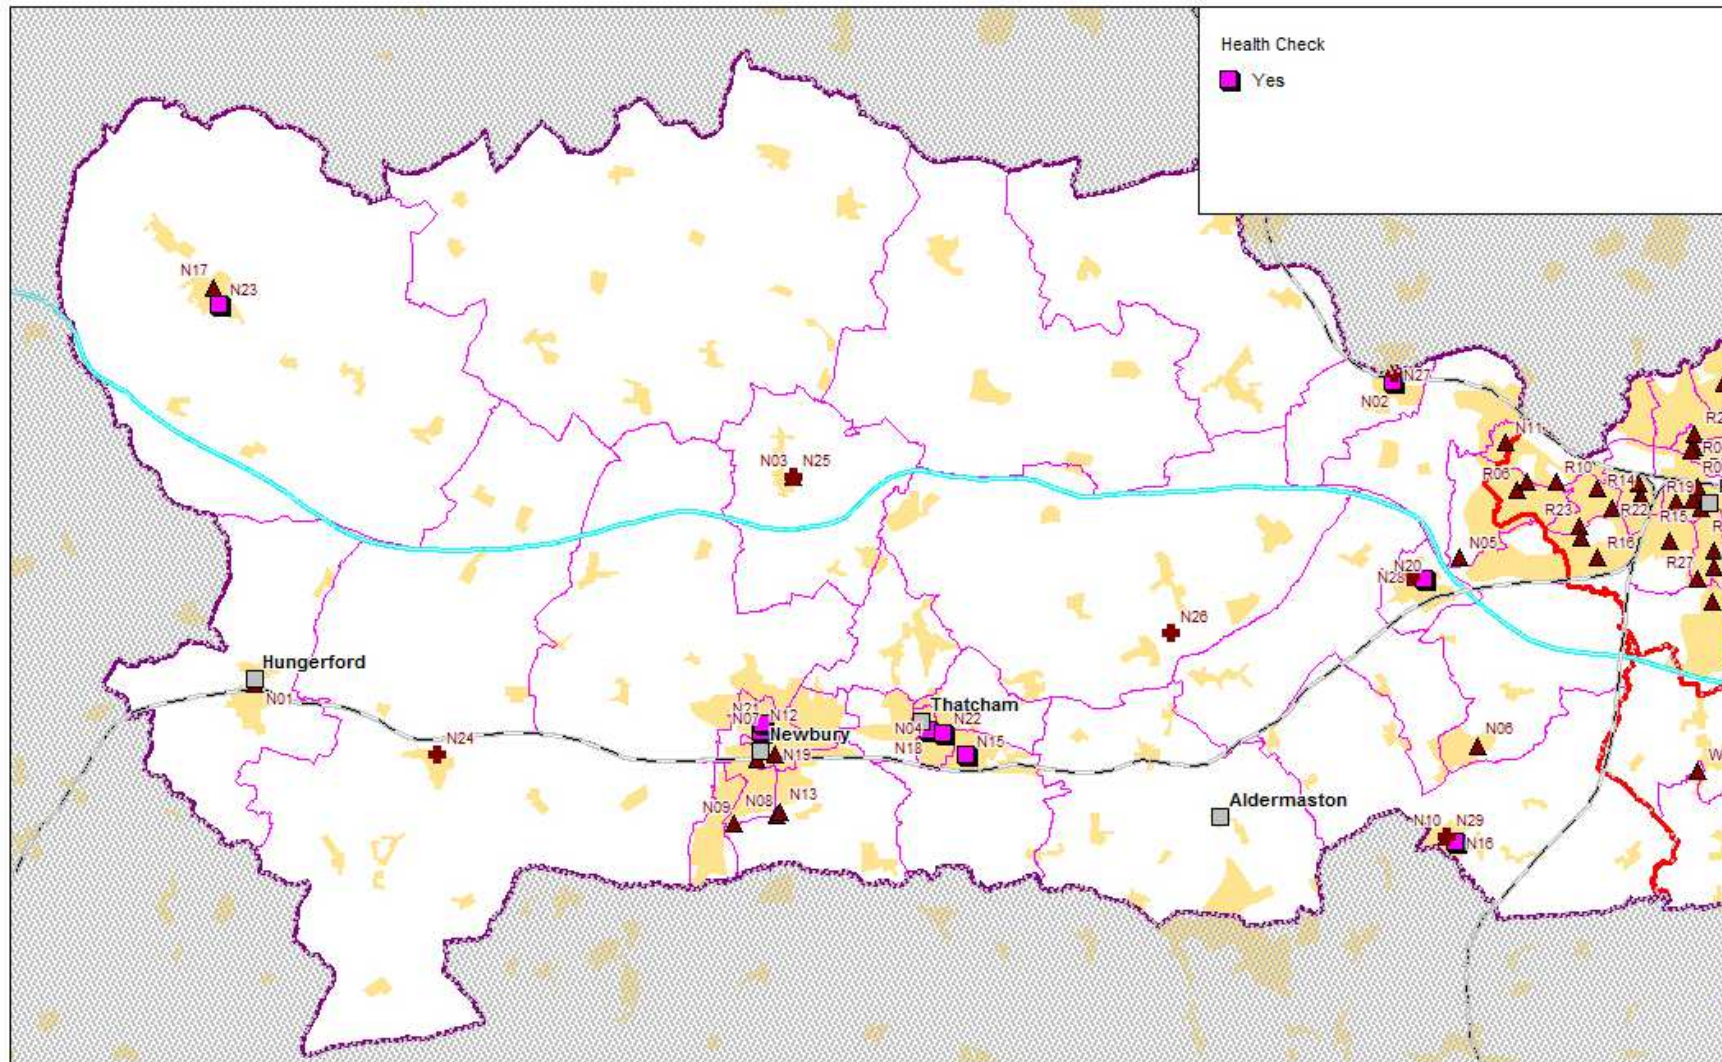 Health Check
Yes
N17
N23
N27
N02
N11
N03
N25
R06
R10
R14
R19
R23
R22
R15
R16
R27
N05
N20
N28
N26
Hungerford
N01
N24
N21
N07
N12
Newbury
N19
Thatcham
N04
N22
N18
N15
N06
N09
N08
N13
Aldermaston
N10
N29
N16